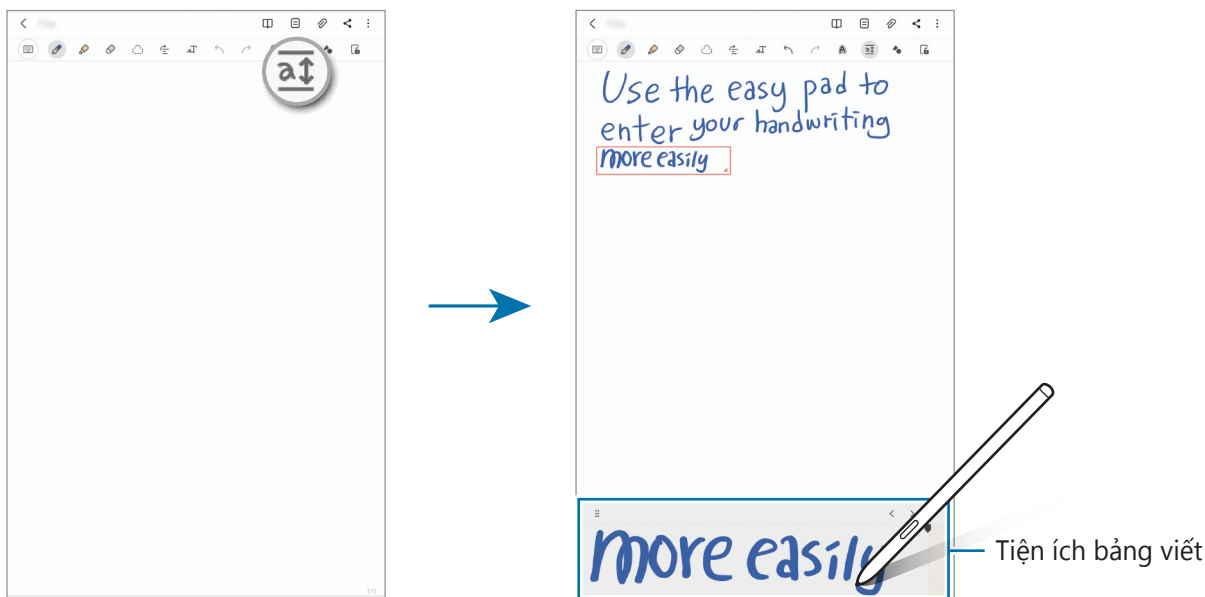 a
Use the easy pad to
enter your handwriting
more easily
more easily
Tiện ích bảng viết